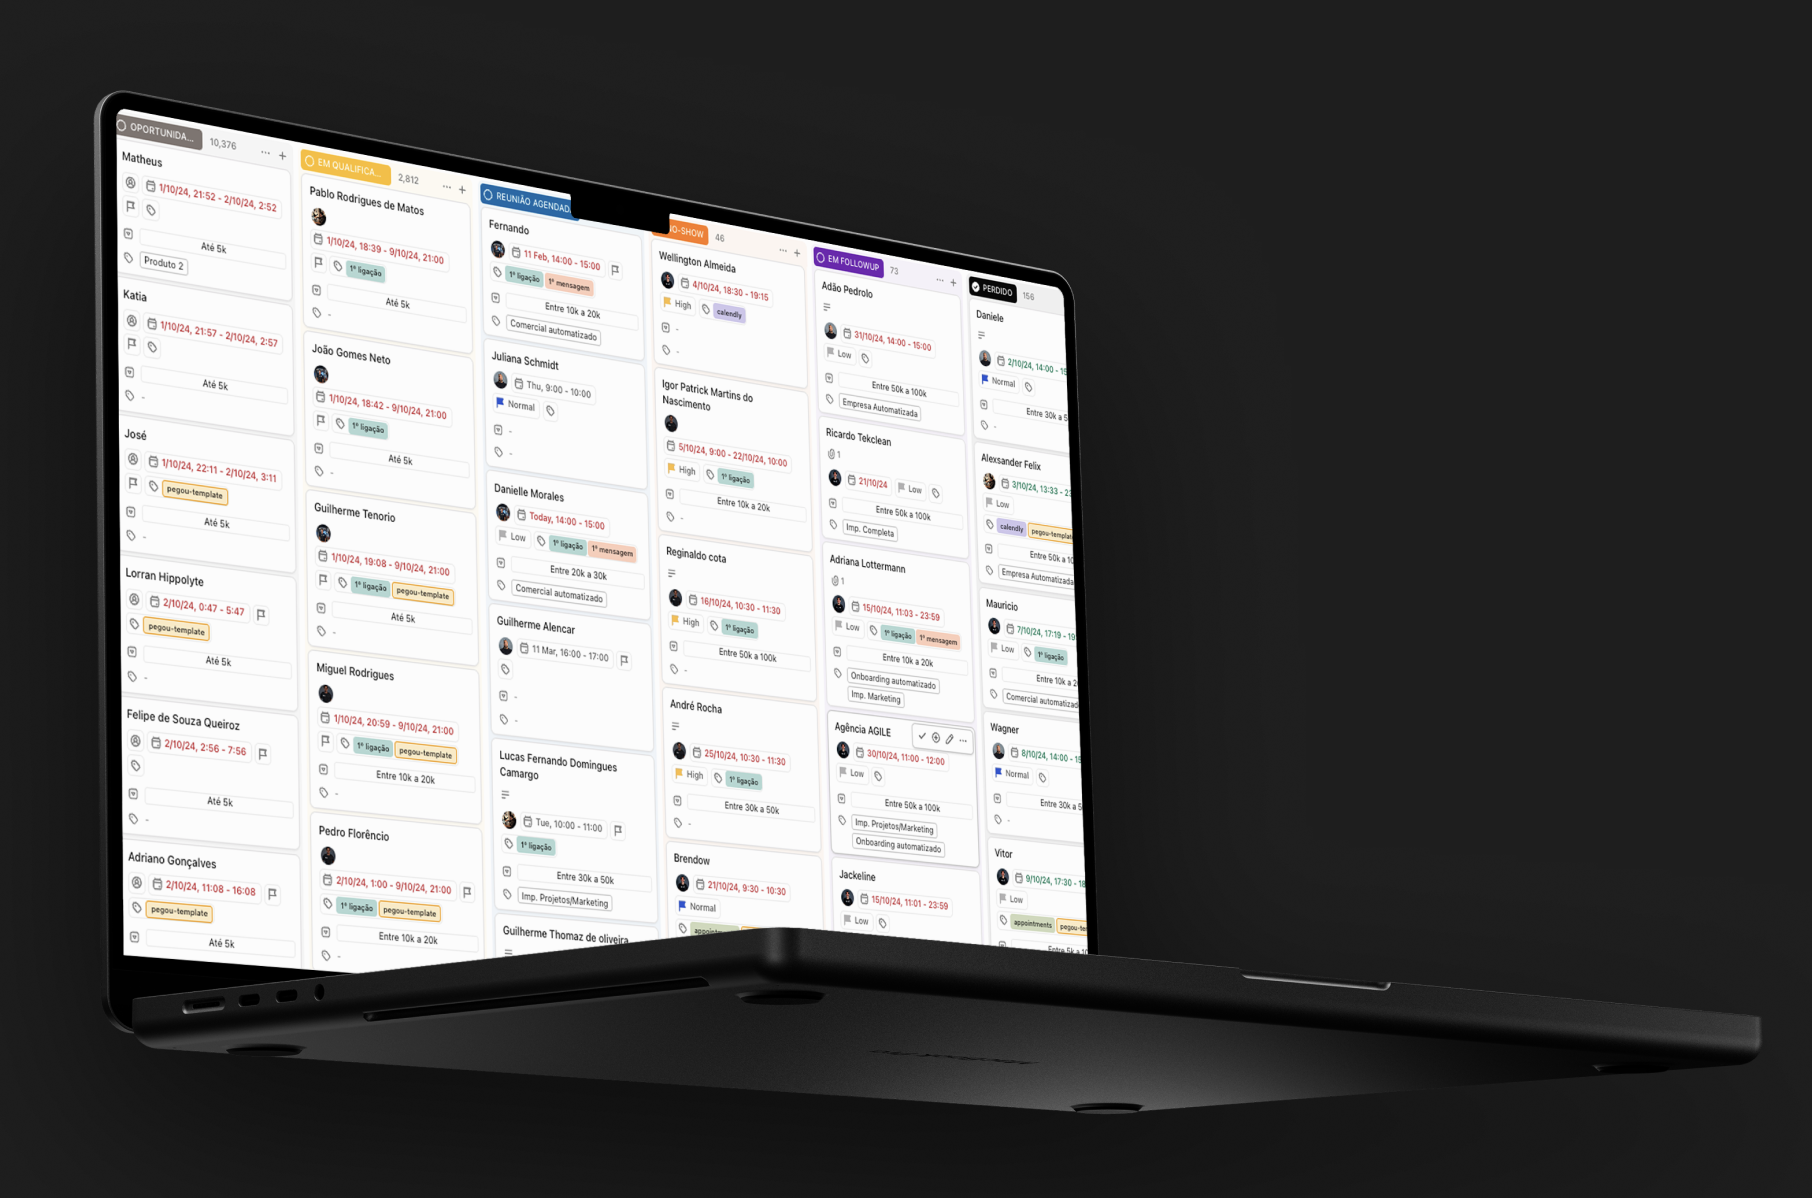 OPORTUNIDA...
10,376
Matheus
1/10/24, 21:52 - 2/10/24, 2:52
Até 5k
Produto 2
Katia
1/10/24, 21:57 - 2/10/24, 2:57
Até 5k
-
José
1/10/24, 22:11 - 2/10/24, 3:11
pegou-template
Até 5k
-
Lorran Hippolyte
2/10/24, 0:47 - 5:47
pegou-template
Até 5k
-
Felipe de Souza Queiroz
2/10/24, 2:56 - 7:56
Até 5k
-
Adriano Gonçalves
2/10/24, 11:08 - 16:08
pegou-template
Até 5k
EM QUALIFICA...
2,812
Pablo Rodrigues de Matos
1/10/24, 18:39 - 9/10/24, 21:00
1ª ligação
Até 5k
-
João Gomes Neto
1/10/24, 18:42 - 9/10/24, 21:00
1ª ligação
Até 5k
-
Guilherme Tenorio
1/10/24, 19:08 - 9/10/24, 21:00
1ª ligação pegou-template
Até 5k
-
Miguel Rodrigues
1/10/24, 20:59 - 9/10/24, 21:00
1ª ligação pegou-template
Entre 10k a 20k
-
Pedro Florêncio
2/10/24, 1:00 - 9/10/24, 21:00
1ª ligação pegou-template
Entre 10k a 20k
-
REUNIÃO AGENDAD
Fernando
11 Feb, 14:00 - 15:00
1ª ligação 1ª mensagem
Entre 10k a 20k
Comercial automatizado
Juliana Schmidt
Thu, 9:00 - 10:00
Normal
-
-
Danielle Morales
Today, 14:00 - 15:00
Low 1ª ligação 1ª mensagem
Entre 20k a 30k
Comercial automatizado
Guilherme Alencar
11 Mar, 16:00 - 17:00
-
-
Lucas Fernando Domingues
Camargo
Tue, 10:00 - 11:00
1ª ligação
Entre 30k a 50k
Imp. Projetos/Marketing
Guilherme Thomaz de oliveira
O-SHOW
46
Wellington Almeida
4/10/24, 18:30 - 19:15
High calendly
-
-
Igor Patrick Martins do
Nascimento
5/10/24, 9:00 - 22/10/24, 10:00
High 1ª ligação
Entre 10k a 20k
-
Reginaldo cota
16/10/24, 10:30 - 11:30
High 1ª ligação
Entre 50k a 100k
-
André Rocha
25/10/24, 10:30 - 11:30
High 1ª ligação
Entre 30k a 50k
-
Brendow
21/10/24, 9:30 - 10:30
Normal
appointm
EM FOLLOWUP
73
Adão Pedrolo
31/10/24, 14:00 - 15:00
Low
Entre 50k a 100k
Empresa Automatizada
Ricardo Tekclean
1
21/10/24 Low
Entre 50k a 100k
Imp. Completa
Adriana Lottermann
1
15/10/24, 11:03 - 23:59
Low 1ª ligação 1ª mensagem
Entre 10k a 20k
Onboarding automatizado
Imp. Marketing
Agência AGILE
30/10/24, 11:00 - 12:00
Low
Entre 50k a 100k
Imp. Projetos/Marketing
Onboarding automatizado
Jackeline
15/10/24, 11:01 - 23:59
Low
PERDIDO
156
Daniele
2/10/24, 14:00 - 15
Normal
Entre 30k a 5
-
Alexsander Felix
3/10/24, 13:33 - 23
Low
calendly pegou-templat
Entre 50k a 10
Empresa Automatizada
Mauricio
7/10/24, 17:19 - 19
Low 1ª ligação
Entre 10k a 2
Comercial automatizad
Wagner
8/10/24, 14:00 - 15
Normal
Entre 30k a 5
-
Vitor
9/10/24, 17:30 - 18
Low
appointments pegou-te
Entre 5k a 10